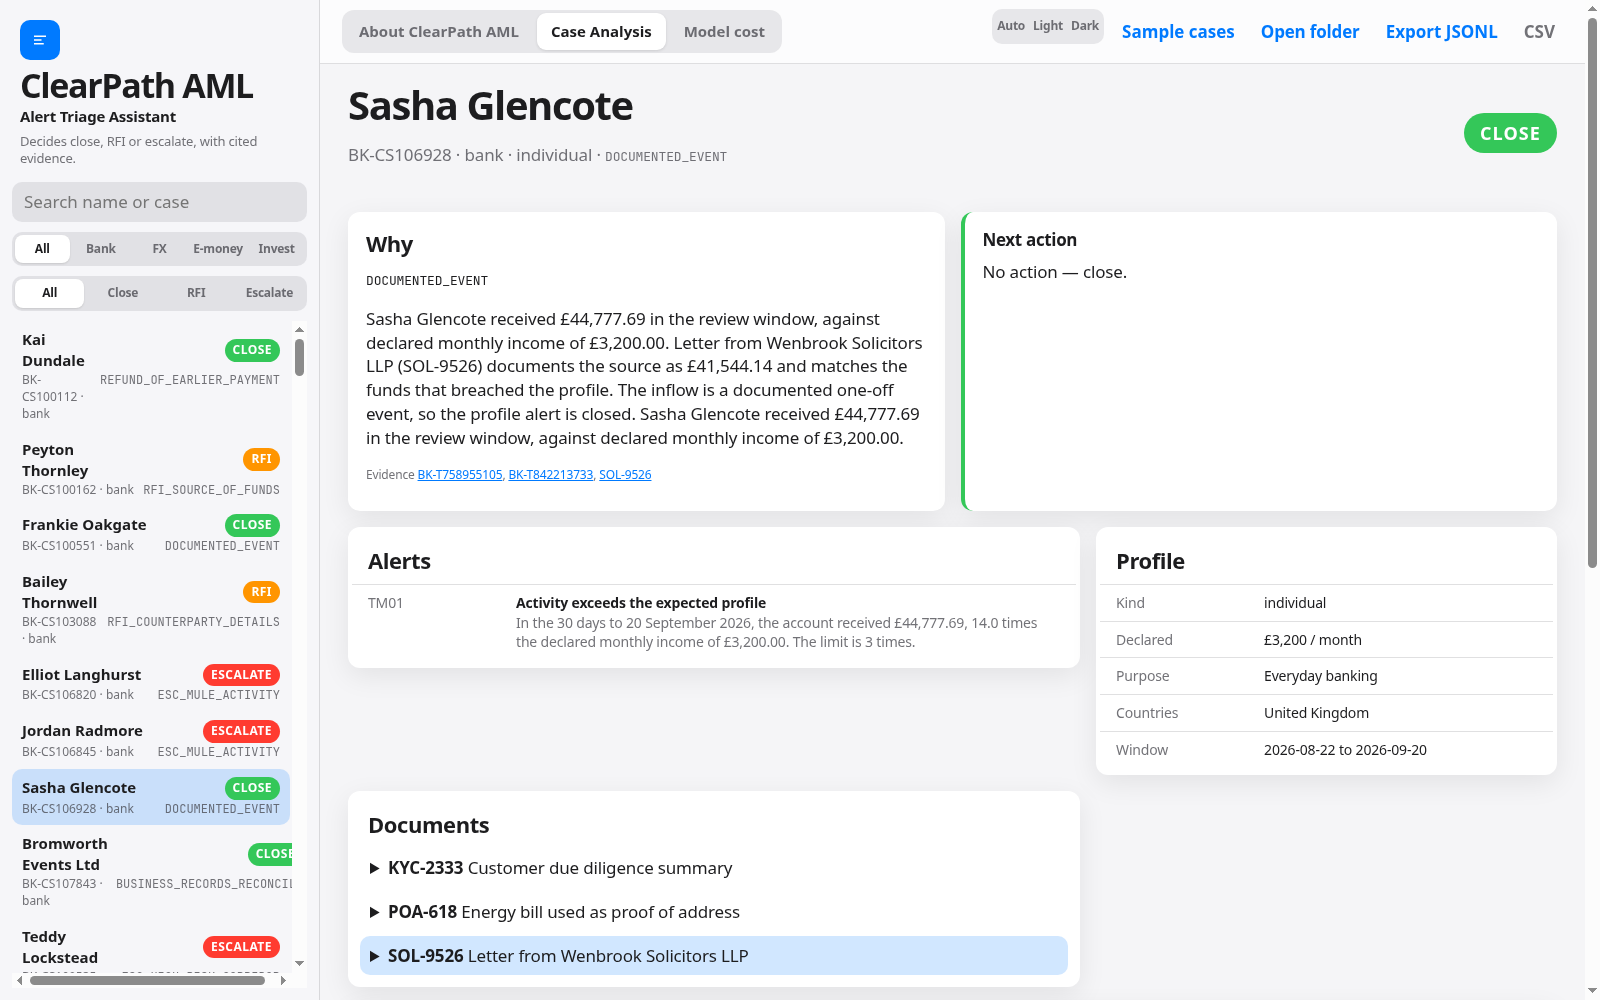 ClearPath AML
Alert Triage Assistant
Decides close, RFI or escalate, with cited
evidence.
Search name or case
All Bank FX E-money Invest
All Close RFI Escalate
Kai
Dundale
CLOSE
BK-
CS100112 ·
bank
REFUND_OF_EARLIER_PAYMENT
Peyton
Thornley
RFI
BK-CS100162 · bank RFI_SOURCE_OF_FUNDS
Frankie Oakgate CLOSE
BK-CS100551 · bank DOCUMENTED_EVENT
Bailey
Thornwell
RFI
BK-CS103088
· bank
RFI_COUNTERPARTY_DETAILS
Elliot Langhurst ESCALATE
BK-CS106820 · bank ESC_MULE_ACTIVITY
Jordan Radmore ESCALATE
BK-CS106845 · bank ESC_MULE_ACTIVITY
Sasha Glencote CLOSE
BK-CS106928 · bank DOCUMENTED_EVENT
Bromworth
Events Ltd
CLOSE
BK-CS107843 ·
bank
BUSINESS_RECORDS_RECONCIL
Teddy
Lockstead
ESCALATE
About ClearPath AML Case Analysis Model cost
Auto Light Dark Sample cases Open folder Export JSONL CSV
Sasha Glencote
BK-CS106928 · bank · individual · DOCUMENTED_EVENT
CLOSE
Why
DOCUMENTED_EVENT
Sasha Glencote received £44,777.69 in the review window, against
declared monthly income of £3,200.00. Letter from Wenbrook Solicitors
LLP (SOL-9526) documents the source as £41,544.14 and matches the
funds that breached the profile. The inflow is a documented one-off
event, so the profile alert is closed. Sasha Glencote received £44,777.69
in the review window, against declared monthly income of £3,200.00.
Evidence BK-T758955105, BK-T842213733, SOL-9526
Next action
No action — close.
Alerts
TM01 Activity exceeds the expected profile
In the 30 days to 20 September 2026, the account received £44,777.69, 14.0 times
the declared monthly income of £3,200.00. The limit is 3 times.
Profile
Kind individual
Declared £3,200 / month
Purpose Everyday banking
Countries United Kingdom
Window 2026-08-22 to 2026-09-20
Documents
KYC-2333 Customer due diligence summary
POA-618 Energy bill used as proof of address
SOL-9526 Letter from Wenbrook Solicitors LLP